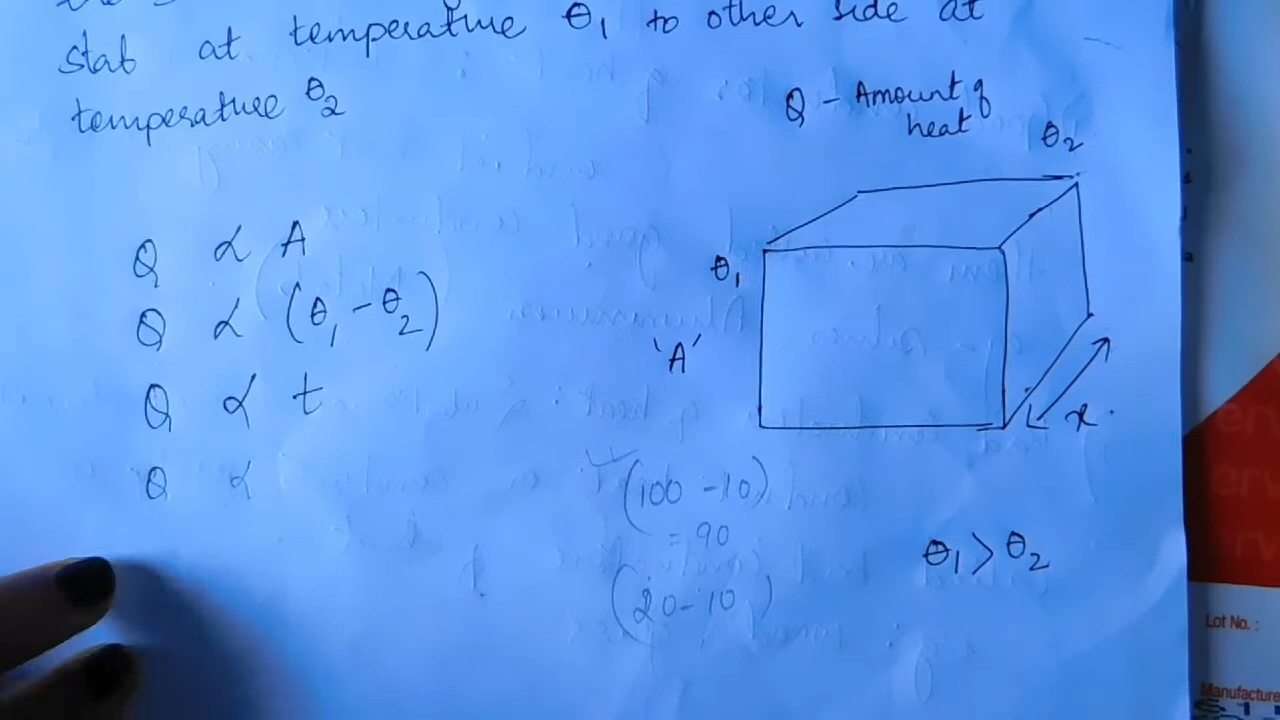 slab at temperature θ₁ to other side at
temperature θ₂
Q - Amount of
heat
θ₂
Q α A
θ₁
Q α (θ₁ - θ₂)
'A'
Q α t
x
Q α
(100 - 10)
= 90
θ₁ > θ₂
(20 - 10)
Lot No. :
Manufacture